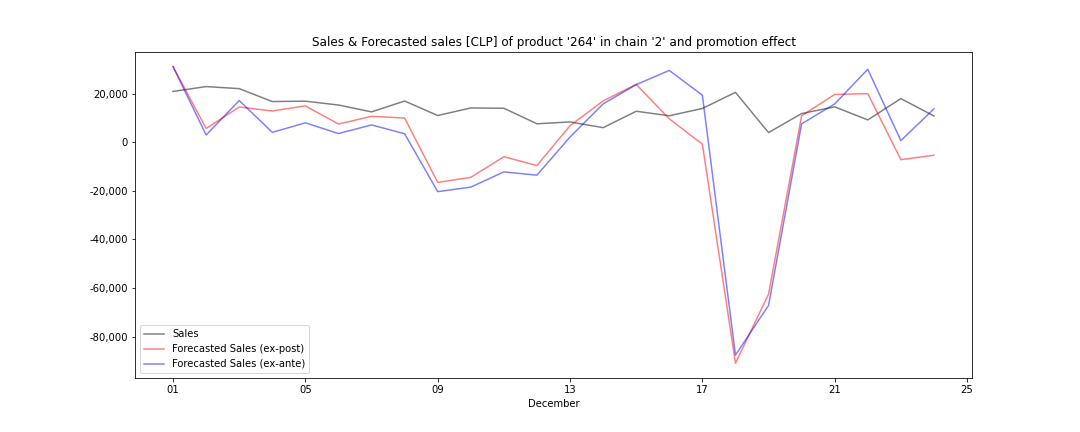 Sales & Forecasted sales [CLP] of product '264' in chain '2' and promotion effect
20,000
0
-20,000
-40,000
-60,000
-80,000
Sales
Forecasted Sales (ex-post)
Forecasted Sales (ex-ante)
01 05 09 13 17 21 25
December